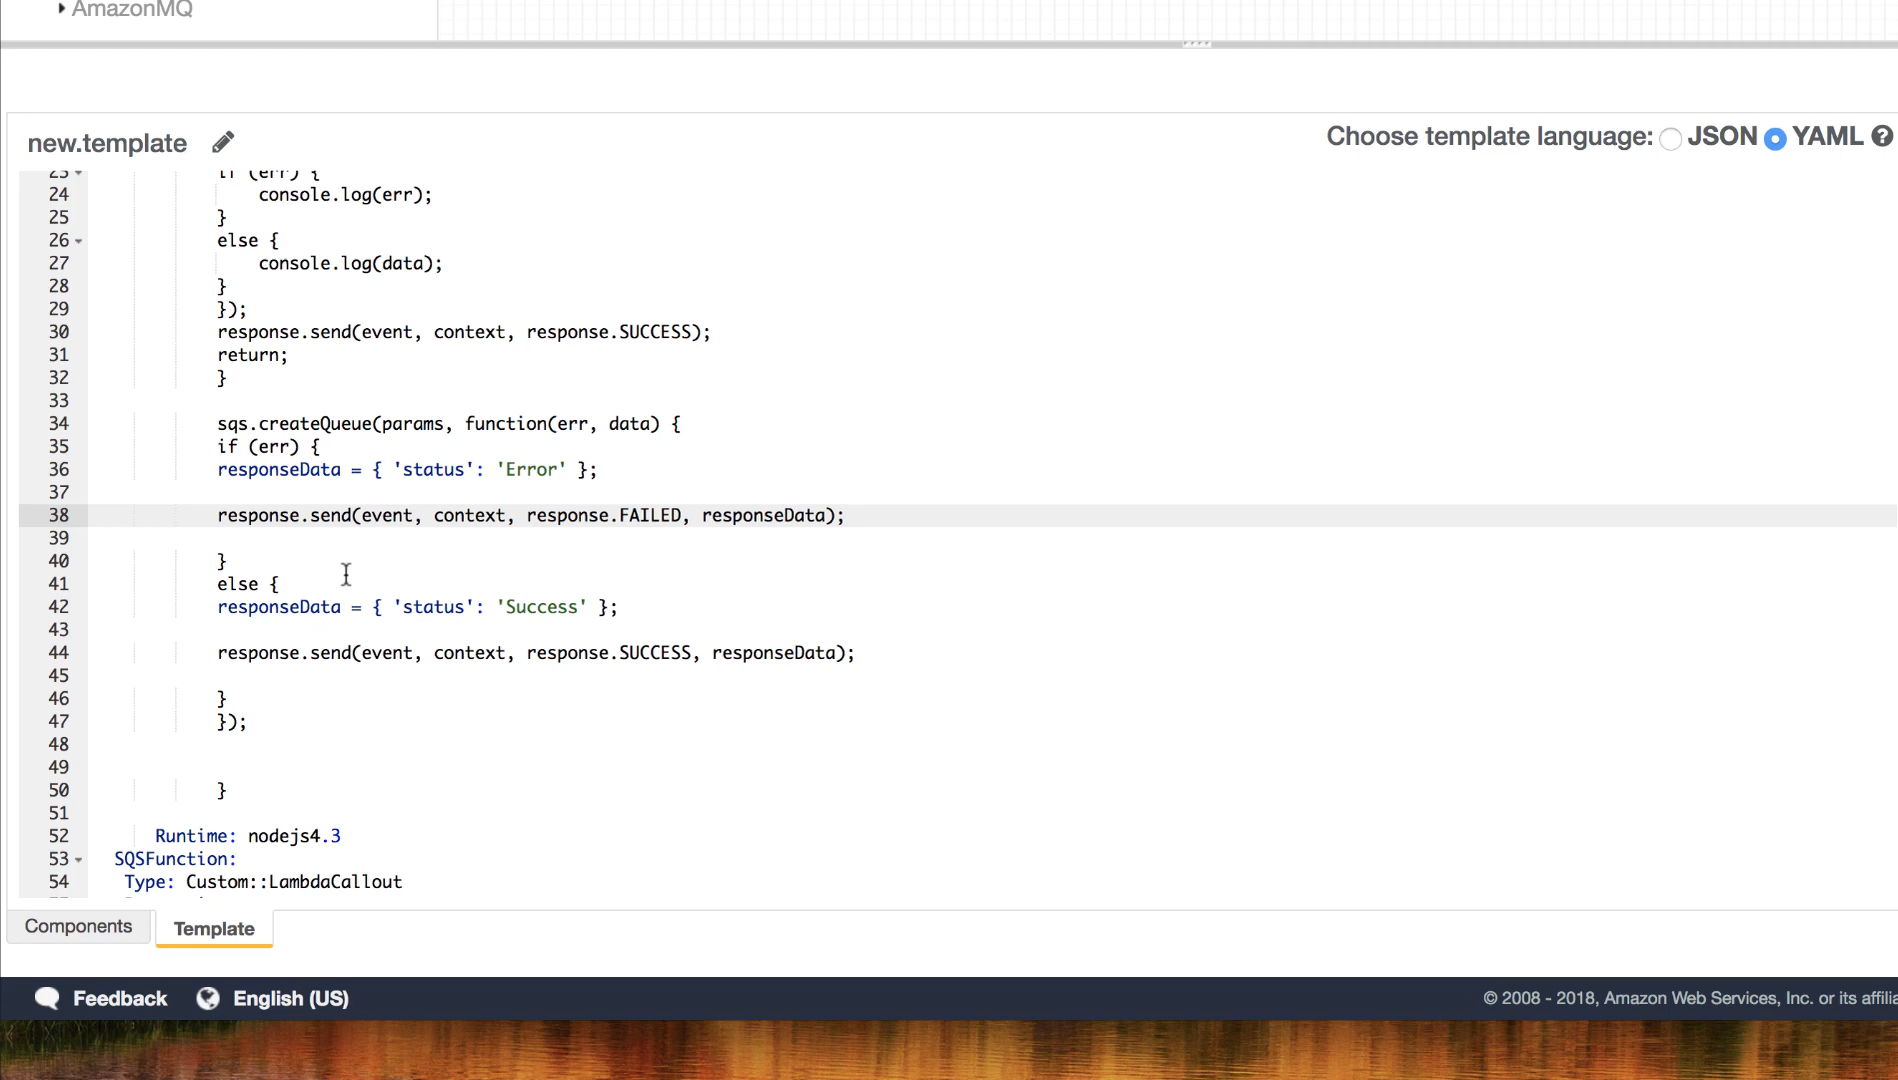 AmazonMQ
new.template
Choose template language: JSON YAML
23 if (err) {
24 console.log(err);
25 }
26 else {
27 console.log(data);
28 }
29 });
30 response.send(event, context, response.SUCCESS);
31 return;
32 }
33
34 sqs.createQueue(params, function(err, data) {
35 if (err) {
36 responseData = { 'status': 'Error' };
37
38 response.send(event, context, response.FAILED, responseData);
39
40 }
41 else {
42 responseData = { 'status': 'Success' };
43
44 response.send(event, context, response.SUCCESS, responseData);
45
46 }
47 });
48
49
50 }
51
52 Runtime: nodejs4.3
53 SQSFunction:
54 Type: Custom::LambdaCallout
Components Template
Feedback English (US)
© 2008 - 2018, Amazon Web Services, Inc. or its